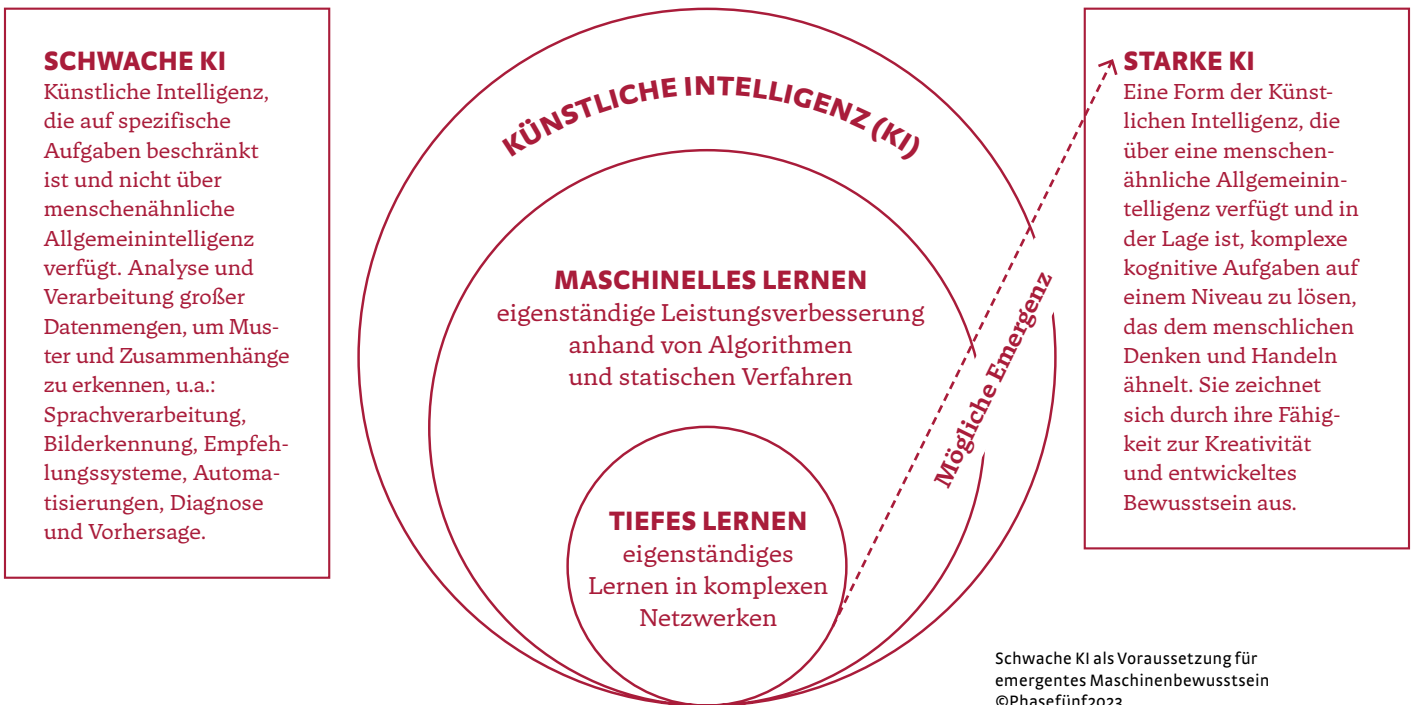 SCHWACHE KI
Künstliche Intelligenz,
die auf spezifische
Aufgaben beschränkt
ist und nicht über
menschenähnliche
Allgemeinintelligenz
verfügt. Analyse und
Verarbeitung großer
Datenmengen, um Mus-
ter und Zusammenhänge
zu erkennen, u.a.:
Sprachverarbeitung,
Bilderkennung, Empfeh-
lungssysteme, Automa-
tisierungen, Diagnose
und Vorhersage.
KÜNSTLICHE INTELLIGENZ (KI)
MASCHINELLES LERNEN
eigenständige Leistungsverbesserung
anhand von Algorithmen
und statischen Verfahren
TIEFES LERNEN
eigenständiges
Lernen in komplexen
Netzwerken
Mögliche Emergenz
STARKE KI
Eine Form der Künst-
lichen Intelligenz, die
über eine menschen-
ähnliche Allgemeinin-
telligenz verfügt und in
der Lage ist, komplexe
kognitive Aufgaben auf
einem Niveau zu lösen,
das dem menschlichen
Denken und Handeln
ähnelt. Sie zeichnet
sich durch ihre Fähig-
keit zur Kreativität
und entwickeltes
Bewusstsein aus.
Schwache KI als Voraussetzung für
emergentes Maschinenbewusstsein
©Phasefünf2023